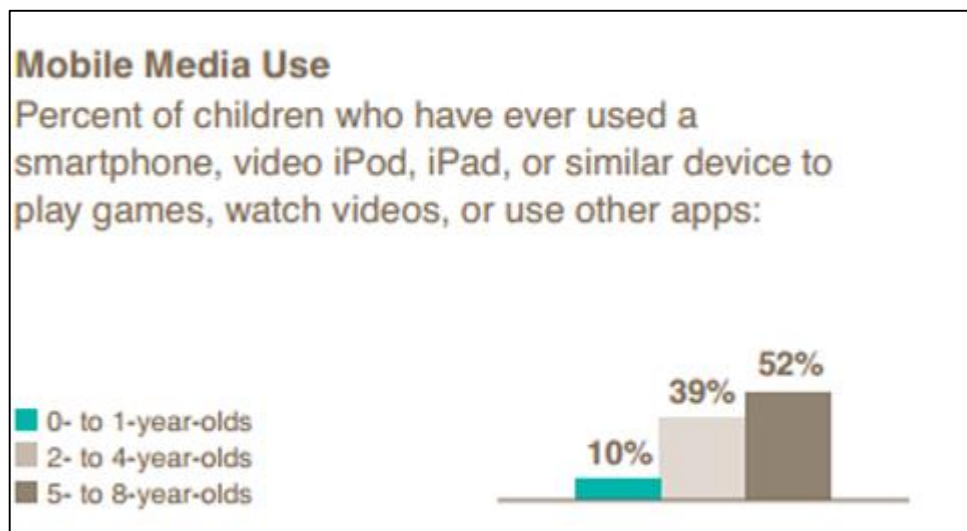 Mobile Media Use
Percent of children who have ever used a
smartphone, video iPod, iPad, or similar device to
play games, watch videos, or use other apps:
52%
39%
10%
0- to 1-year-olds
2- to 4-year-olds
5- to 8-year-olds